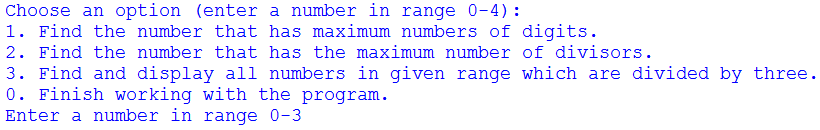 Choose an option (enter a number in range 0-4):
1. Find the number that has maximum numbers of digits.
2. Find the number that has the maximum number of divisors.
3. Find and display all numbers in given range which are divided by three.
0. Finish working with the program.
Enter a number in range 0-3